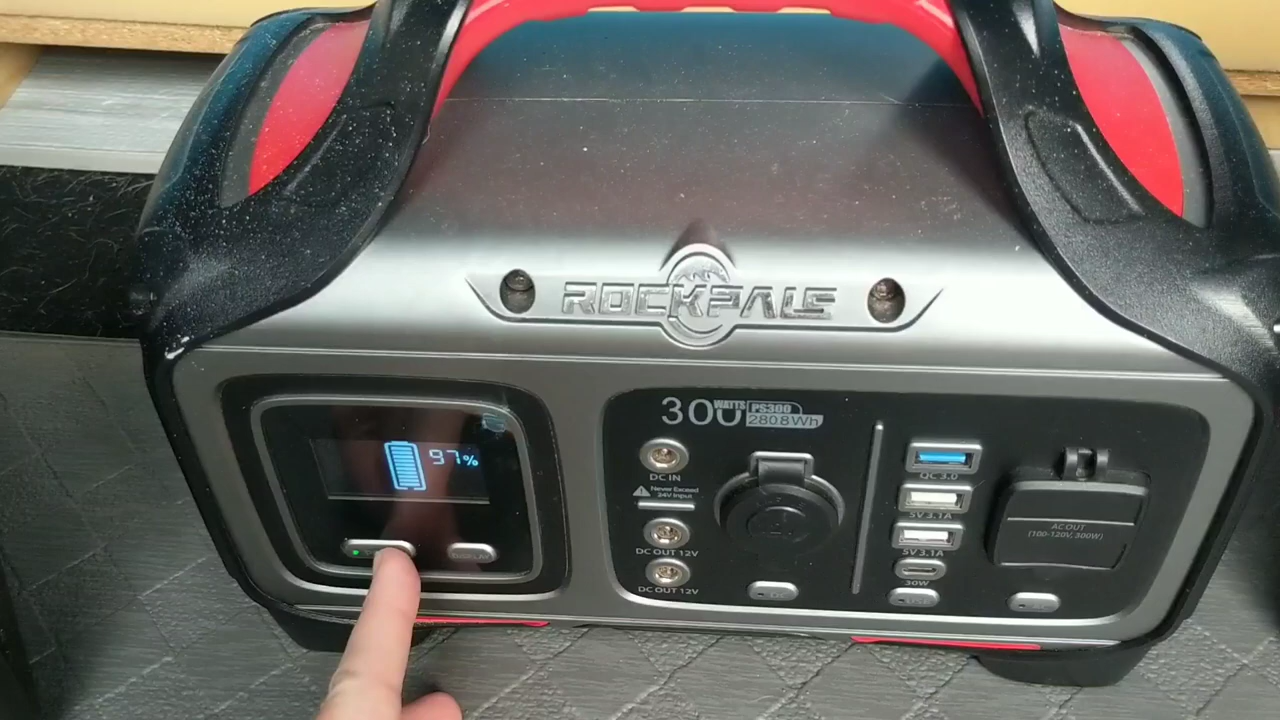 ROCKPALS
97%
DISPLAY
300 WATTS PS300
280.8Wh
DC IN
Never Exceed
24V Input
DC OUT 12V
DC OUT 12V
QC 3.0
5V 3.1A
5V 3.1A
30W
AC OUT
(100-120V, 300W)